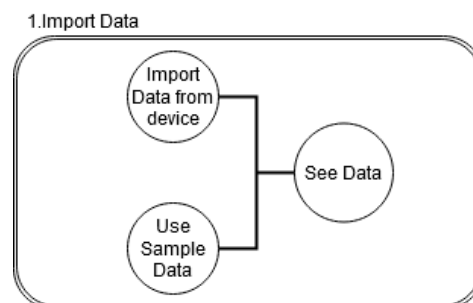 1.Import Data
Import
Data from
device
See Data
Use
Sample
Data